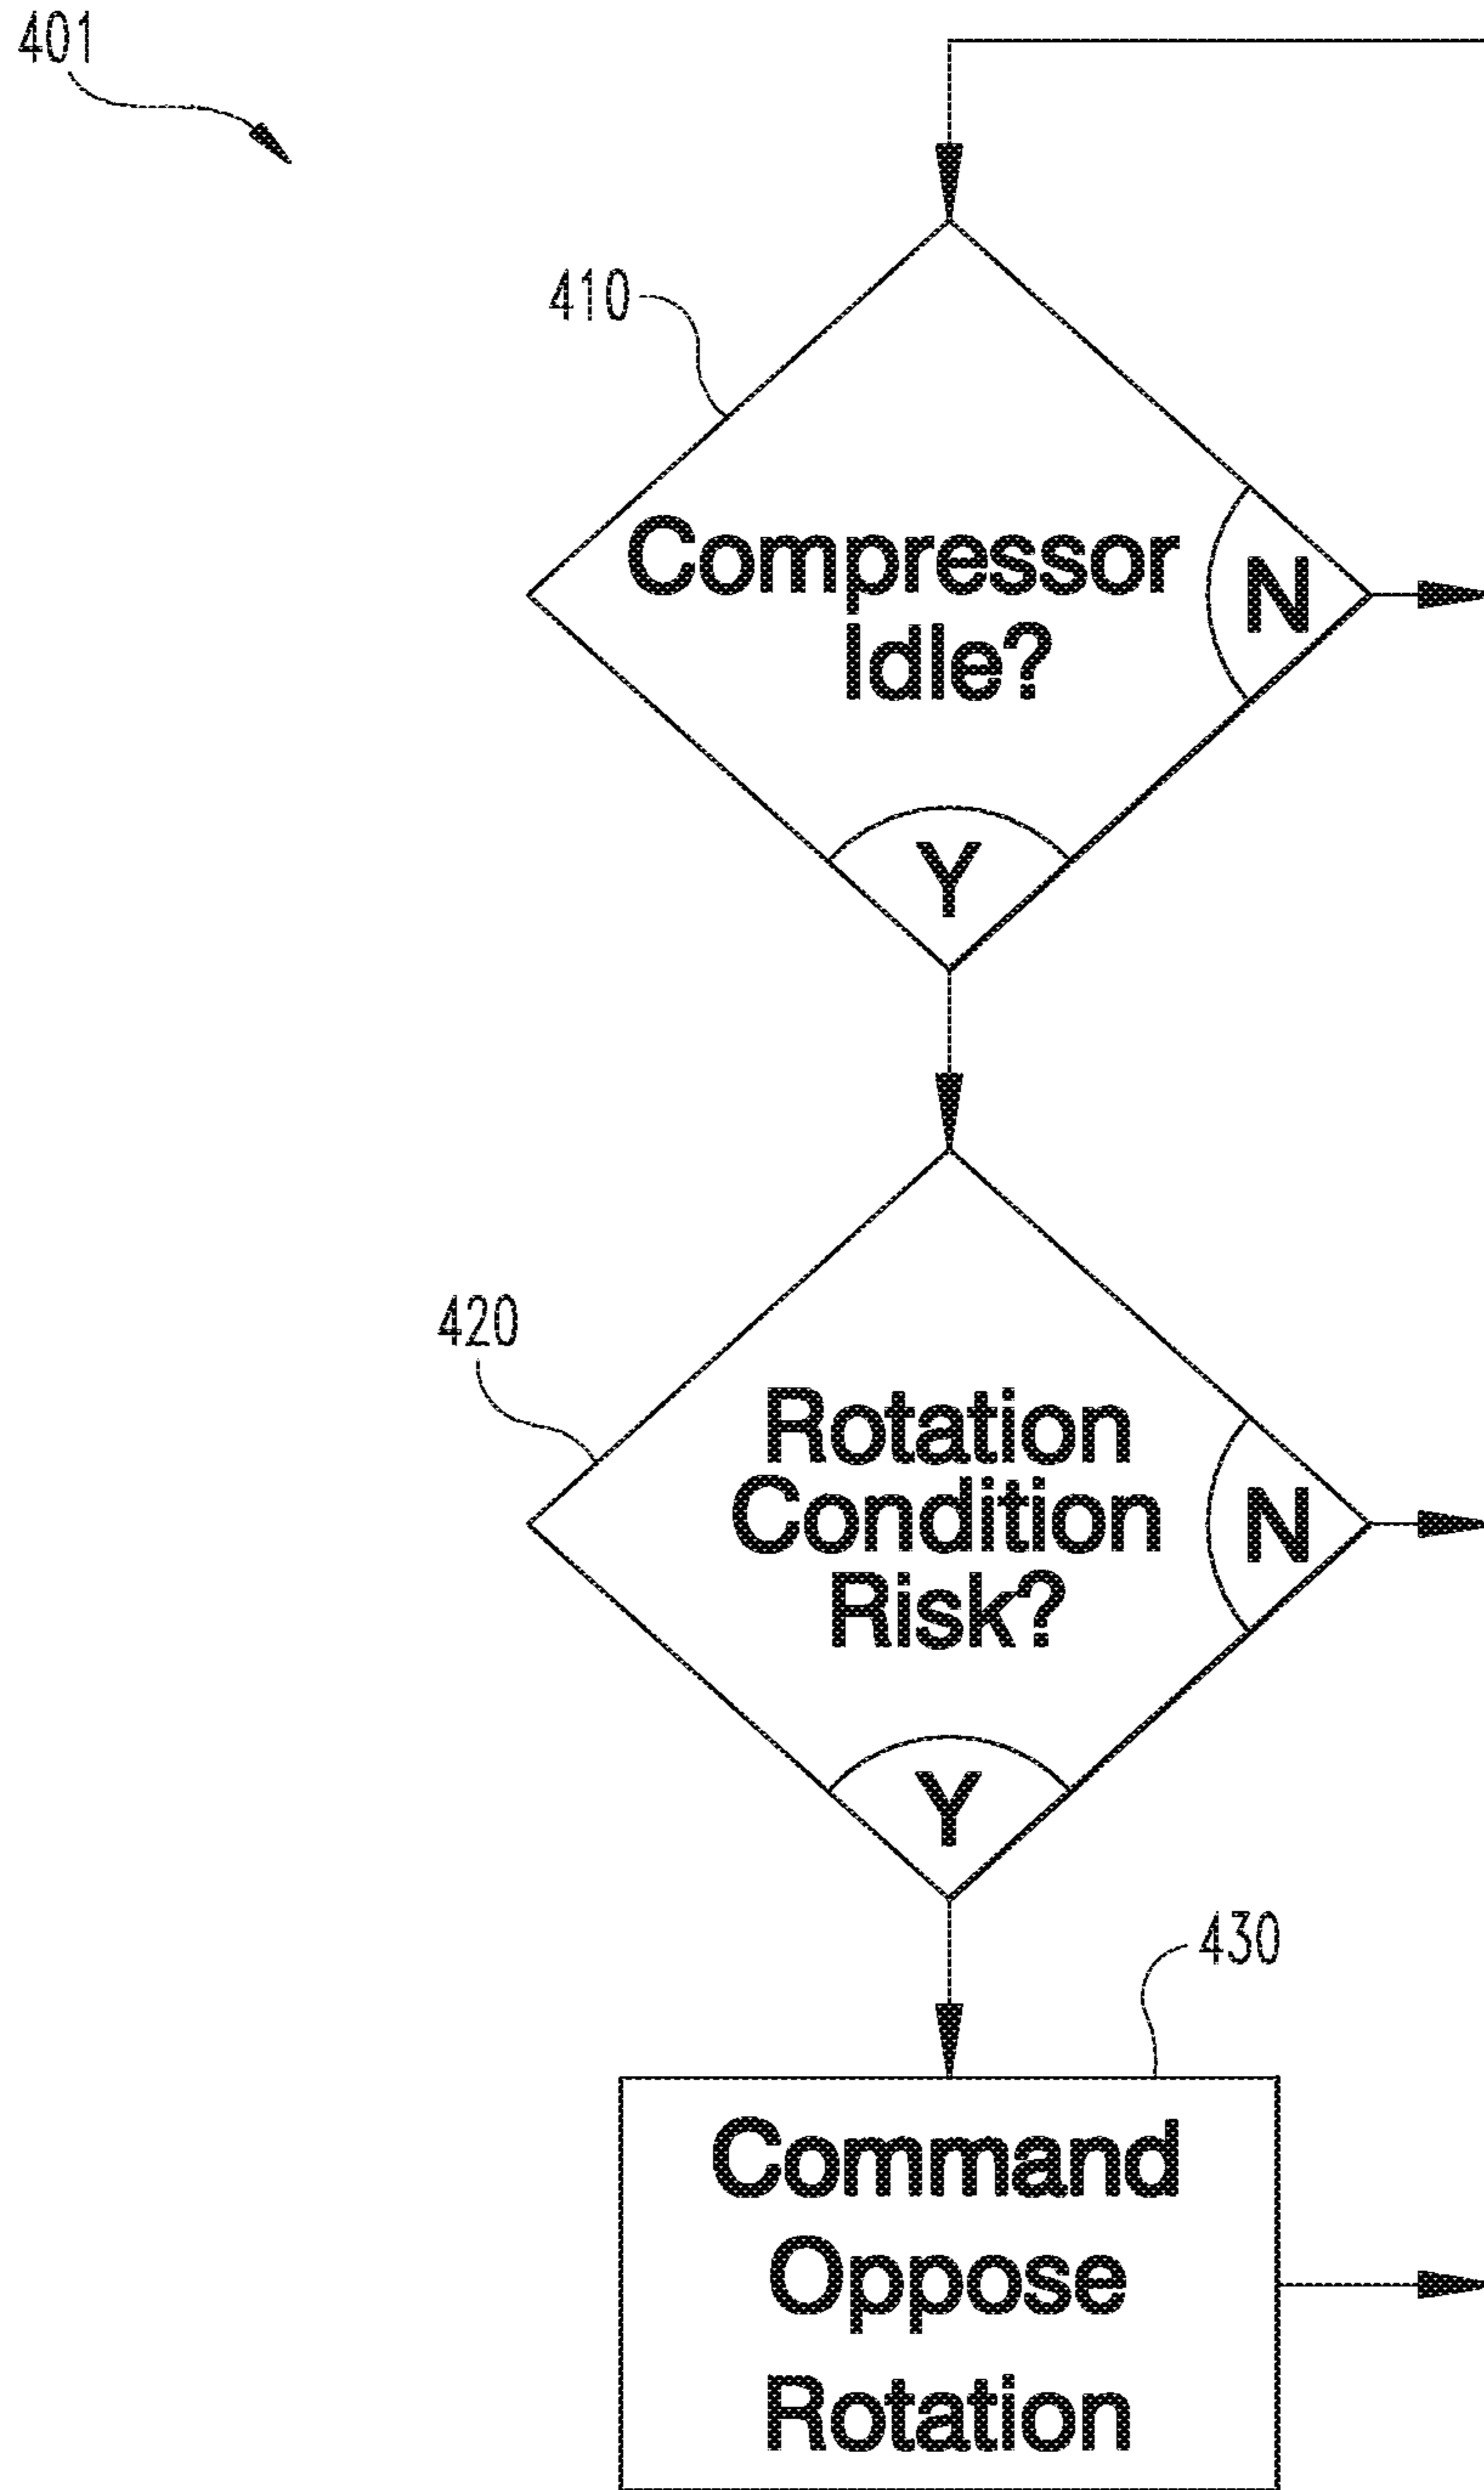 401
410
Compressor
Idle?
N
Y
420
Rotation
Condition
Risk?
N
Y
430
Command
Oppose
Rotation